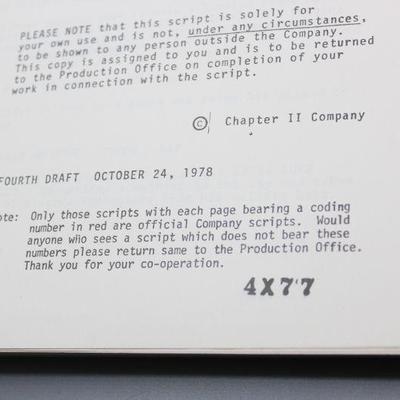 PLEASE NOTE that this script is solely for
your own use and is not, under any circumstances,
to be shown to any person outside the Company.
This copy is assigned to you and is to be returned
to the Production Office on completion of your
work in connection with the script.
© Chapter II Company
FOURTH DRAFT OCTOBER 24, 1978
ote: Only those scripts with each page bearing a coding
number in red are official Company scripts. Would
anyone who sees a script which does not bear these
numbers please return same to the Production Office.
Thank you for your co-operation.
4X77